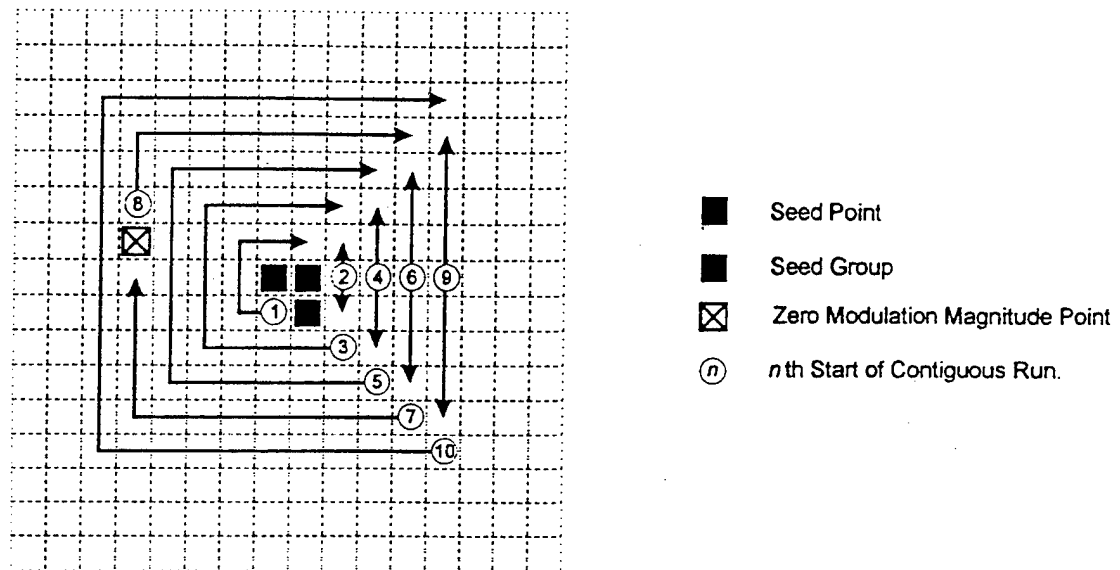 8
2
4
6
9
1
3
5
7
10
Seed Point
Seed Group
Zero Modulation Magnitude Point
n
nth Start of Contiguous Run.